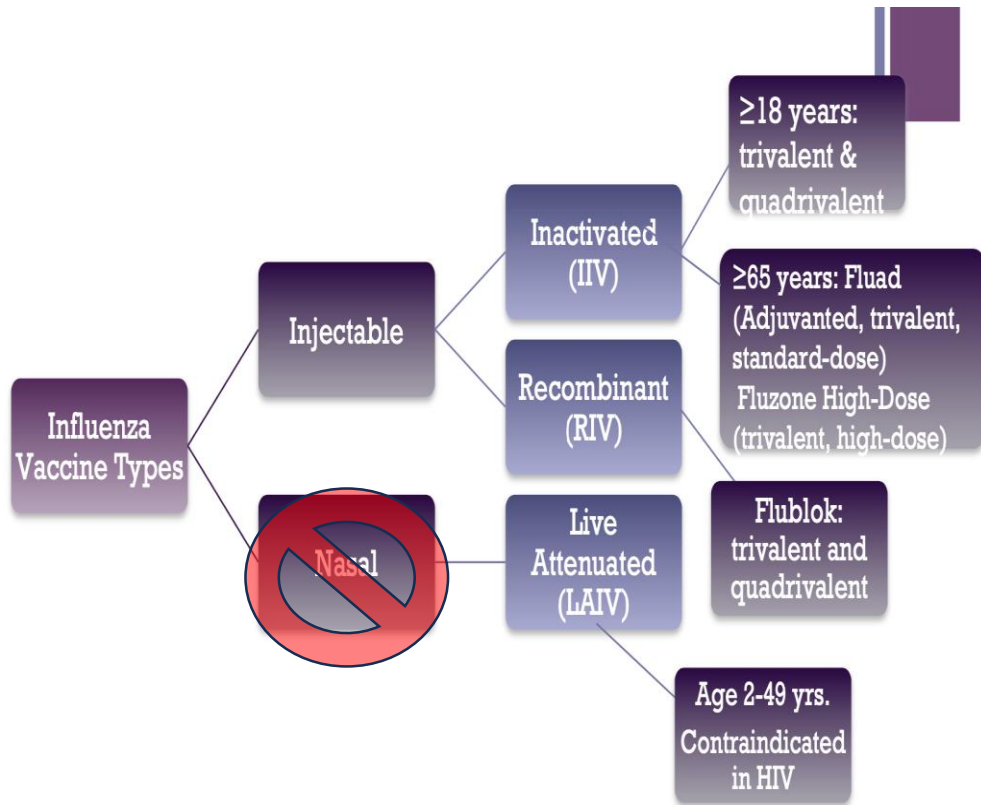 Influenza
Vaccine Types
Injectable
Nasal
Inactivated
(IIV)
Recombinant
(RIV)
Live
Attenuated
(LAIV)
≥18 years:
trivalent &
quadrivalent
≥65 years: Fluad
(Adjuvanted, trivalent,
standard-dose)
Fluzone High-Dose
(trivalent, high-dose)
Flublok:
trivalent and
quadrivalent
Age 2-49 yrs.
Contraindicated
in HIV